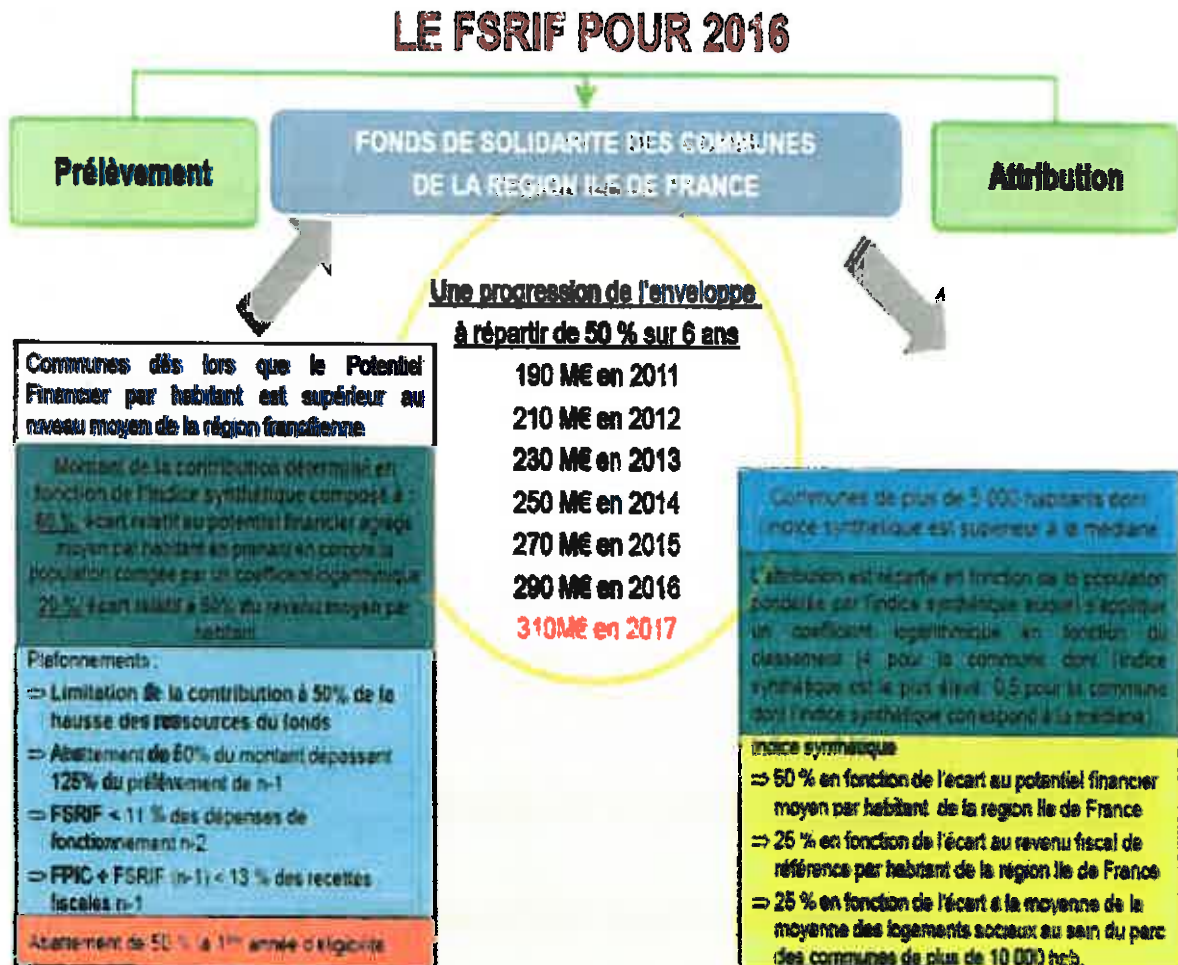 LE FSRIF POUR 2016
Prélèvement
FONDS DE SOLIDARITE DES COMMUNES
DE LA REGION ILE DE FRANCE
Attribution
Une progression de l'enveloppe
à répartir de 50 % sur 6 ans
190 M€ en 2011
210 M€ en 2012
230 M€ en 2013
250 M€ en 2014
270 M€ en 2015
290 M€ en 2016
310M€ en 2017
Communes dès lors que le Potentiel
Financier par habitant est supérieur au
niveau moyen de la région francilienne
Montant de la contribution déterminé en
fonction de l'indice synthétique composé à :
écart relatif au potentiel financier agrégé
moyen par habitant en prenant en compte la
population corrigée par un coefficient logarithmique
20 % écart relatif à 50% du revenu moyen par
habitant
Plafonnements :
⇒ Limitation de la contribution à 50% de la
hausse des ressources du fonds
⇒ Abattement de 50% du montant dépassant
125% du prélèvement de n-1
⇒ FSRIF < 11 % des dépenses de
fonctionnement n-2
⇒ FPIC + FSRIF (n-1) < 13 % des recettes
fiscales n-1
Abattement de 50 % la 1ère année d'éligibilité
Communes de plus de 5 000 habitants dont
l'indice synthétique est supérieur à la médiane
L'attribution est répartie en fonction de la population
pondérée par l'indice synthétique auquel s'applique
un coefficient logarithmique en fonction du
classement (4 pour la commune dont l'indice
synthétique est le plus élevé, 0,5 pour la commune
dont l'indice synthétique correspond à la médiane)
Indice synthétique
⇒ 50 % en fonction de l'écart au potentiel financier
moyen par habitant de la région Ile de France
⇒ 25 % en fonction de l'écart au revenu fiscal de
référence par habitant de la région Ile de France
⇒ 25 % en fonction de l'écart à la moyenne de la
moyenne des logements sociaux au sein du parc
des communes de plus de 10 000 hab.